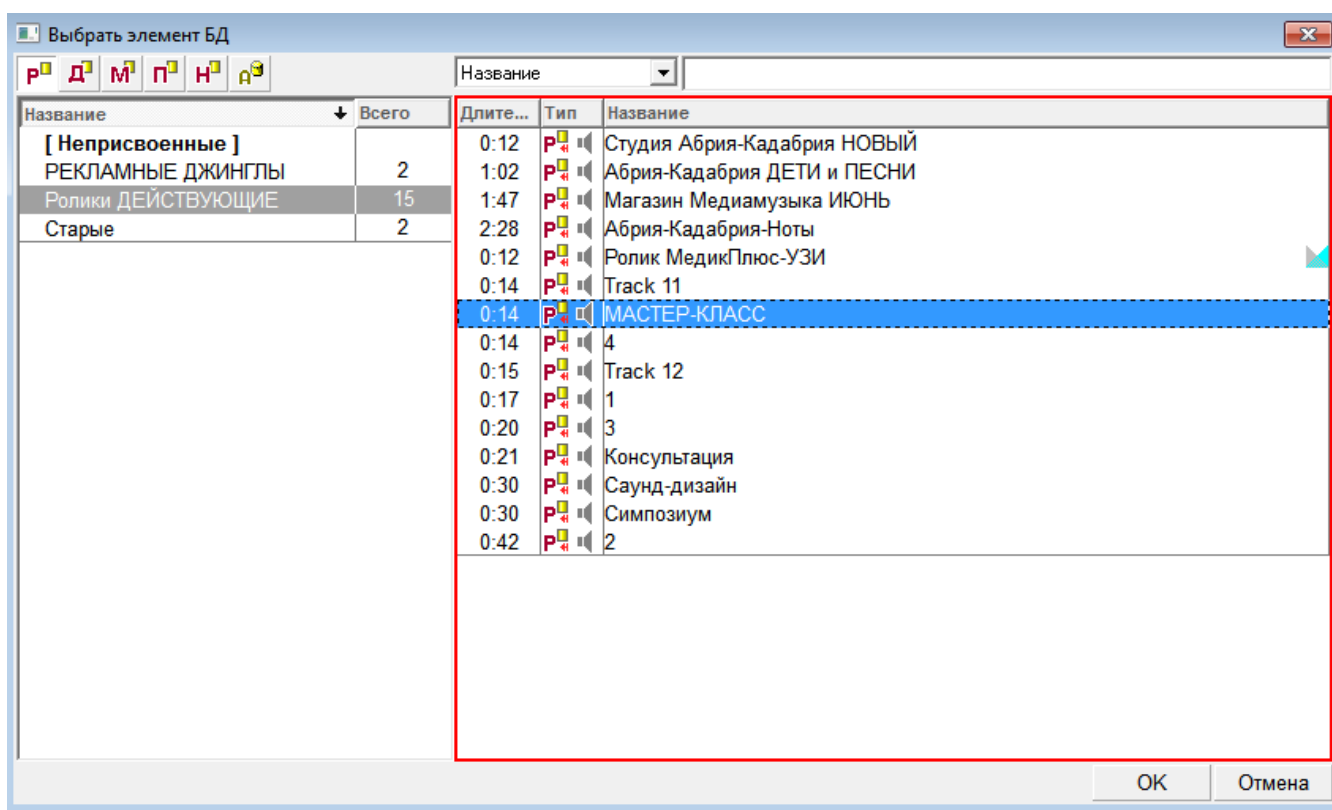 Выбрать элемент БД
Р Д М П Н А
Название
Название Всего
[ Неприсвоенные ]
РЕКЛАМНЫЕ ДЖИНГЛЫ 2
Ролики ДЕЙСТВУЮЩИЕ 15
Старые 2
Длите... Тип Название
0:12 Р Студия Абрия-Кадабрия НОВЫЙ
1:02 Р Абрия-Кадабрия ДЕТИ и ПЕСНИ
1:47 Р Магазин Медиамузыка ИЮНЬ
2:28 Р Абрия-Кадабрия-Ноты
0:12 Р Ролик МедикПлюс-УЗИ
0:14 Р Track 11
0:14 Р МАСТЕР-КЛАСС
0:14 Р 4
0:15 Р Track 12
0:17 Р 1
0:20 Р 3
0:21 Р Консультация
0:30 Р Саунд-дизайн
0:30 Р Симпозиум
0:42 Р 2
OK Отмена